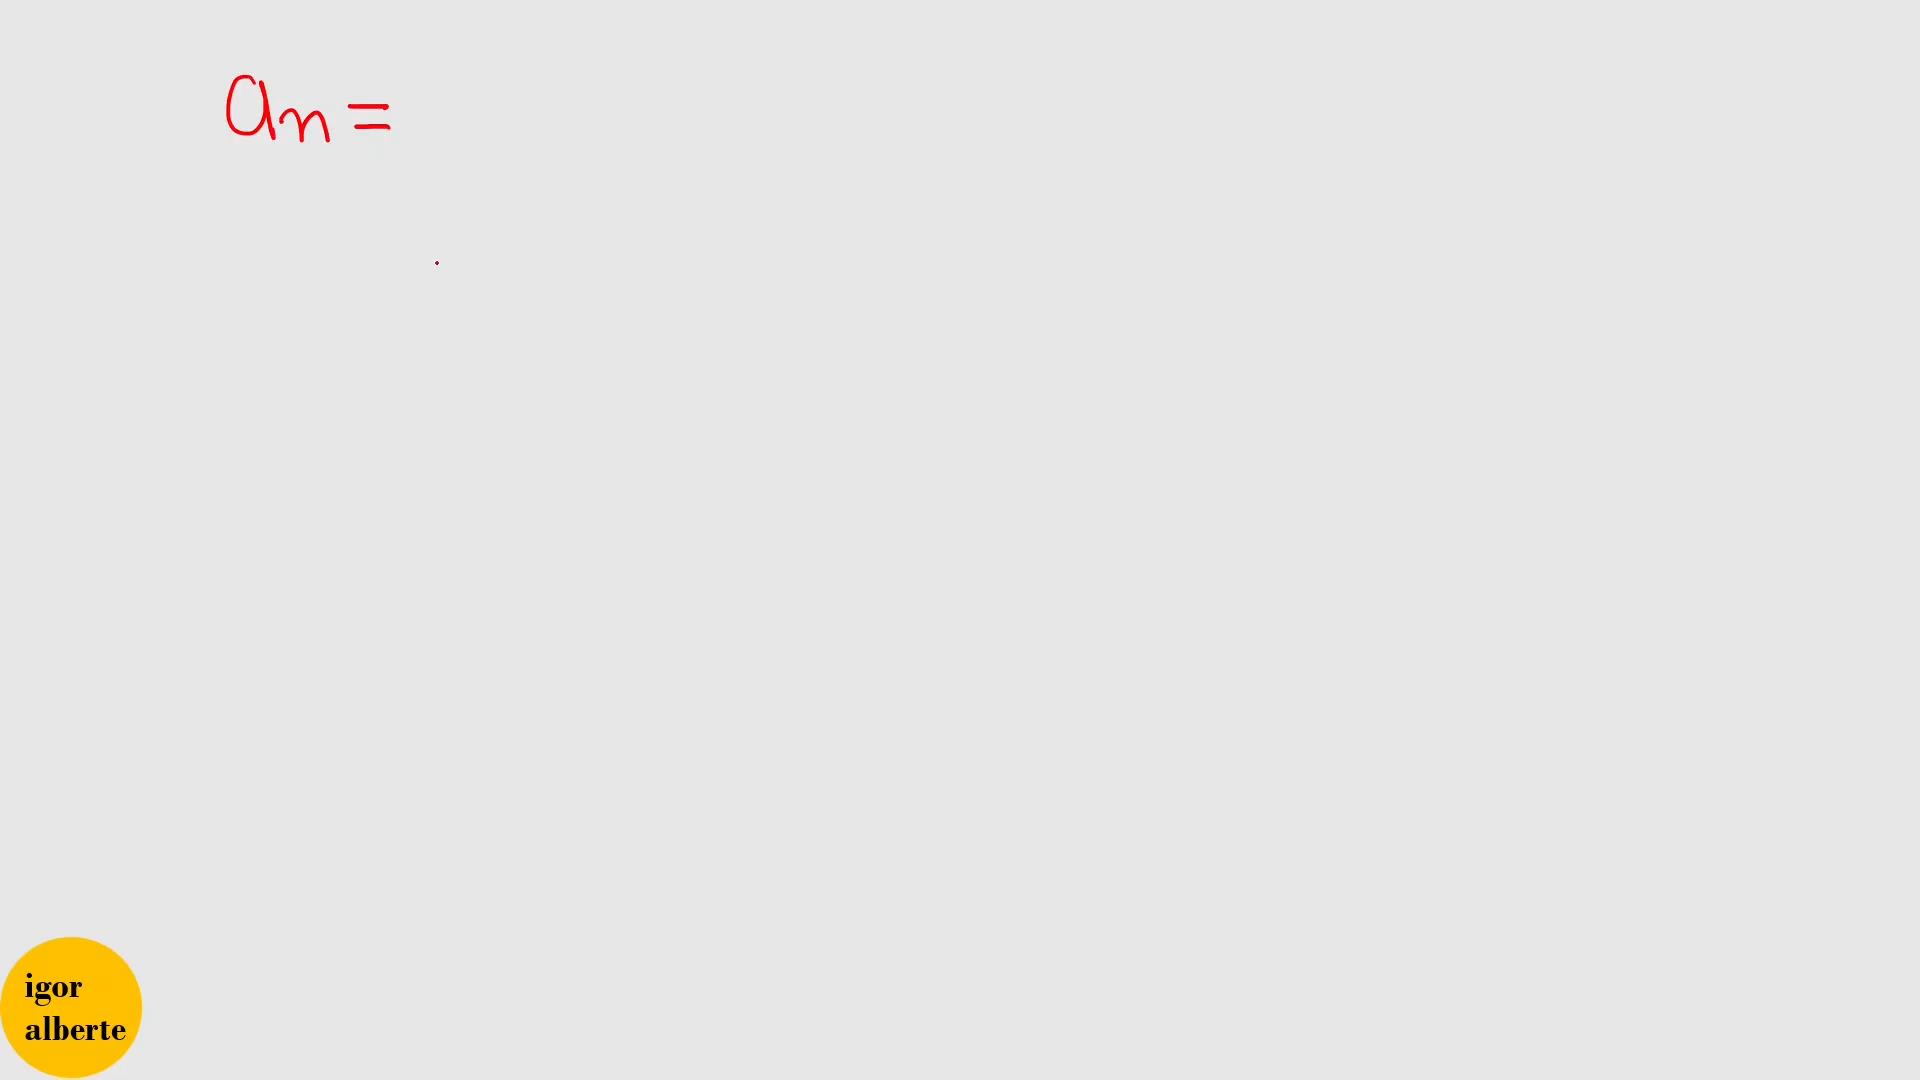 an =
igor
alberte